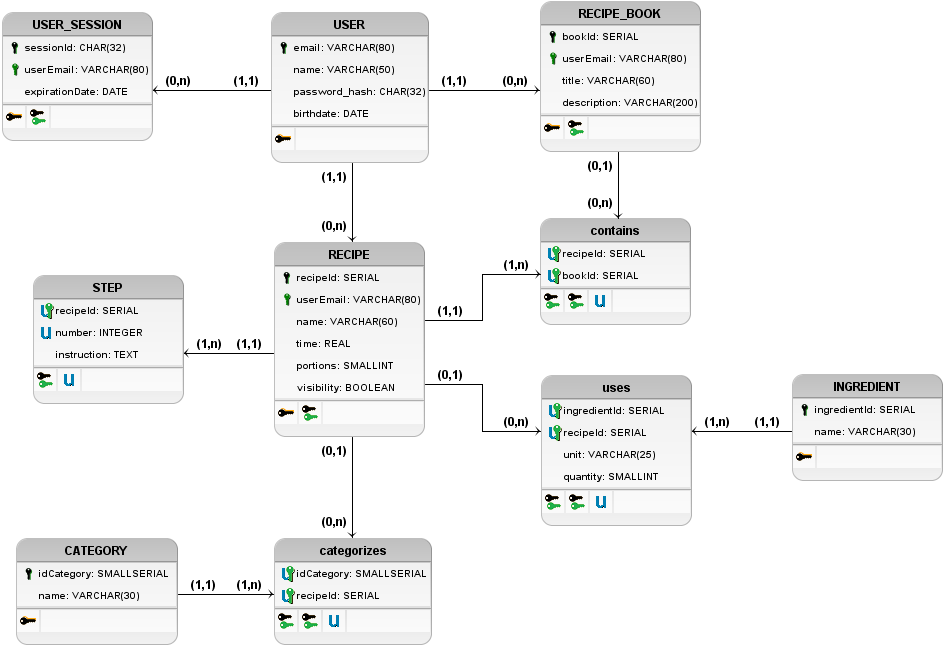 USER_SESSION
sessionId: CHAR(32)
userEmail: VARCHAR(80)
expirationDate: DATE
(0,n)
(1,1)
USER
email: VARCHAR(80)
name: VARCHAR(50)
password_hash: CHAR(32)
birthdate: DATE
(1,1)
(0,n)
RECIPE_BOOK
bookId: SERIAL
userEmail: VARCHAR(80)
title: VARCHAR(60)
description: VARCHAR(200)
(1,1)
(0,n)
(0,1)
(0,n)
contains
recipeId: SERIAL
bookId: SERIAL
RECIPE
recipeId: SERIAL
userEmail: VARCHAR(80)
name: VARCHAR(60)
time: REAL
portions: SMALLINT
visibility: BOOLEAN
(1,n)
(1,1)
STEP
recipeId: SERIAL
number: INTEGER
instruction: TEXT
(1,n)
(1,1)
(0,1)
(0,n)
uses
ingredientId: SERIAL
recipeId: SERIAL
unit: VARCHAR(25)
quantity: SMALLINT
(1,n)
(1,1)
INGREDIENT
ingredientId: SERIAL
name: VARCHAR(30)
(0,1)
(0,n)
CATEGORY
idCategory: SMALLSERIAL
name: VARCHAR(30)
(1,1)
(1,n)
categorizes
idCategory: SMALLSERIAL
recipeId: SERIAL